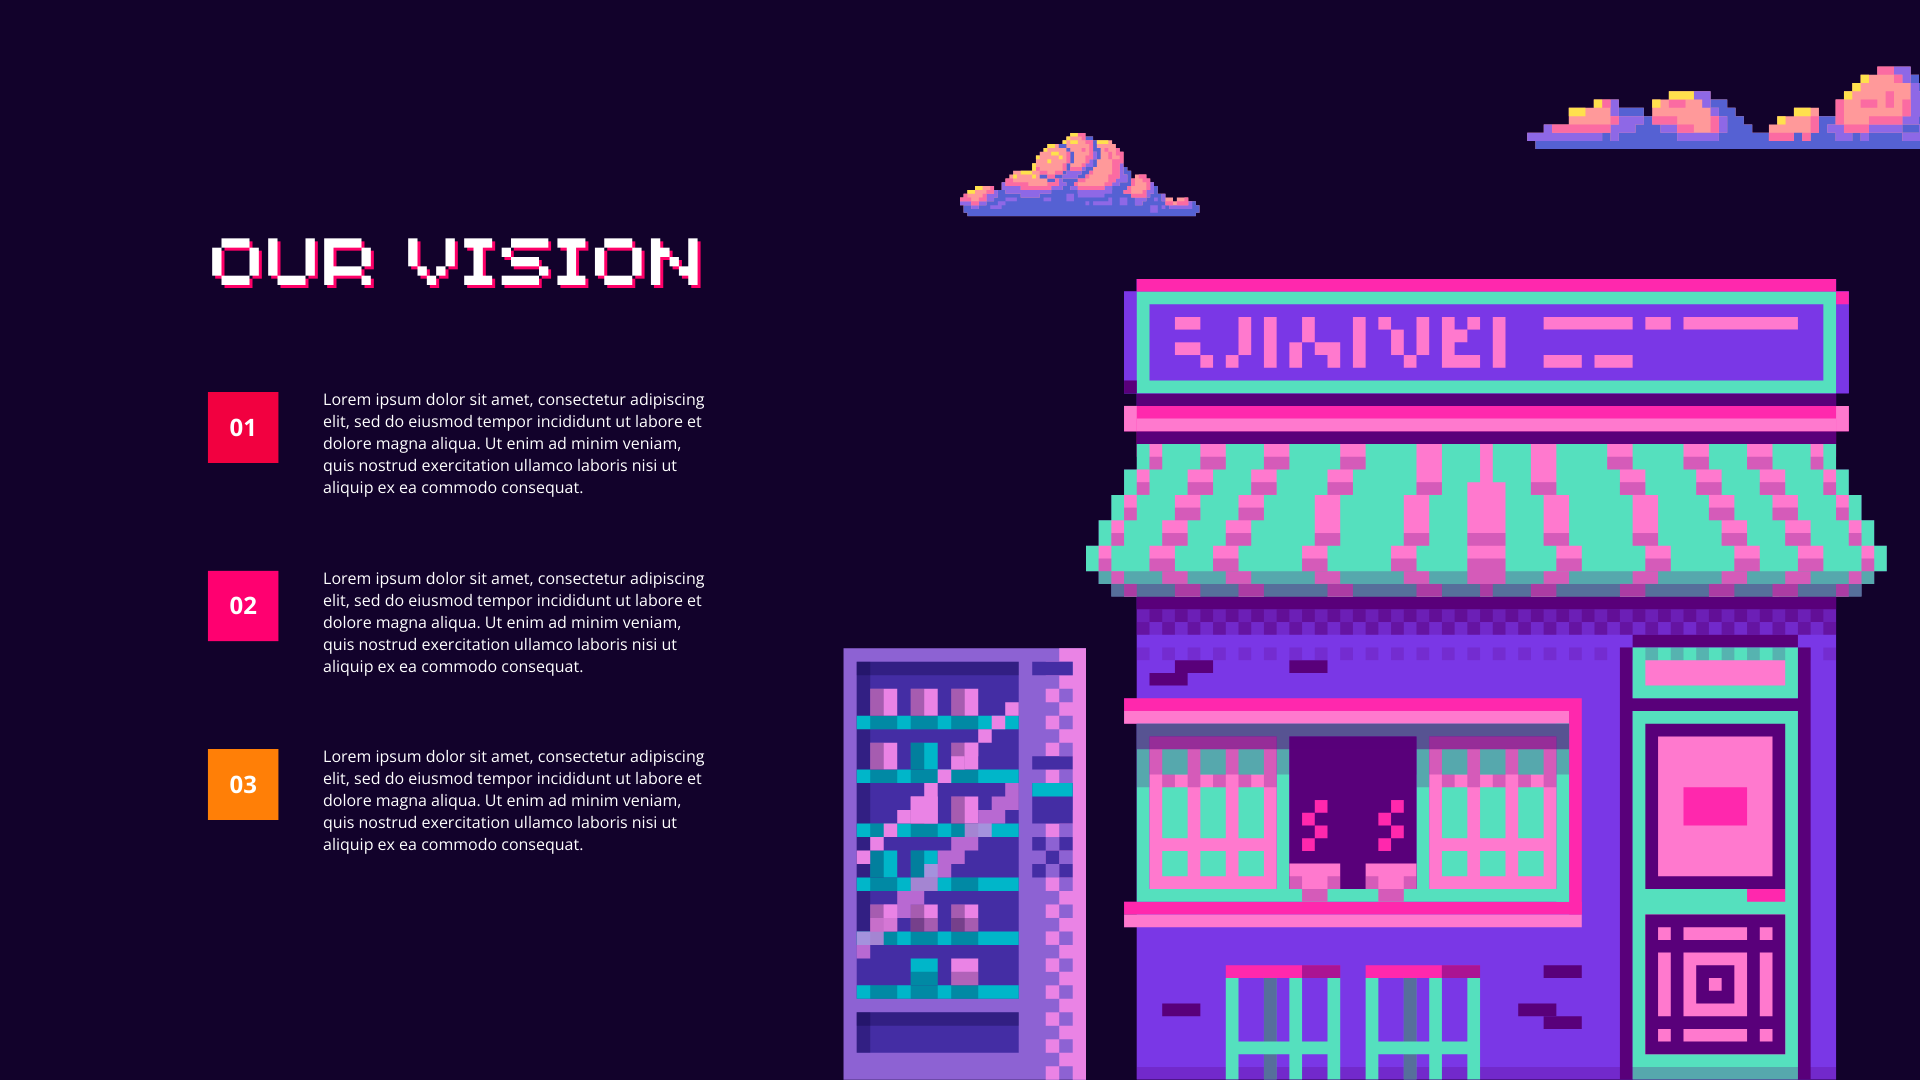 OUR VISION
01
Lorem ipsum dolor sit amet, consectetur adipiscing
elit, sed do eiusmod tempor incididunt ut labore et
dolore magna aliqua. Ut enim ad minim veniam,
quis nostrud exercitation ullamco laboris nisi ut
aliquip ex ea commodo consequat.
02
Lorem ipsum dolor sit amet, consectetur adipiscing
elit, sed do eiusmod tempor incididunt ut labore et
dolore magna aliqua. Ut enim ad minim veniam,
quis nostrud exercitation ullamco laboris nisi ut
aliquip ex ea commodo consequat.
03
Lorem ipsum dolor sit amet, consectetur adipiscing
elit, sed do eiusmod tempor incididunt ut labore et
dolore magna aliqua. Ut enim ad minim veniam,
quis nostrud exercitation ullamco laboris nisi ut
aliquip ex ea commodo consequat.